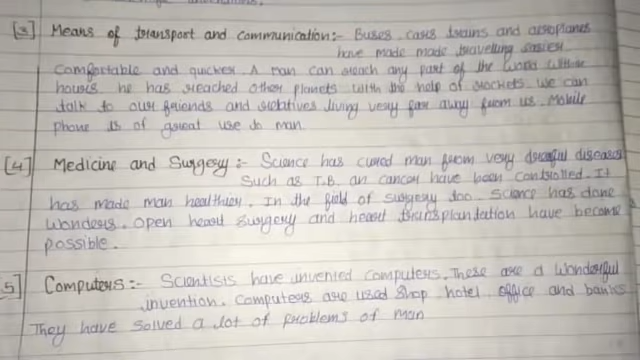 [3] Means of transport and communication:- Buses cars trains and aeroplanes
have made made travelling easier
Comfortable and quicker. A man can reach any part of the world within
hours he has reached other planets with the help of rockets. We can
talk to our friends and relatives living very far away from us. Mobile
phone is of great use to man
[4] Medicine and Surgery:- Science has cured man from very dreadful diseases
Such as T.B. an cancer have been controlled. It
has made man healthier. In the field of surgery too. Science has done
Wonders. Open heart surgery and heart transplantation have become
possible.
5] Computers:- Scientists have invented computers. These are a wonderful
invention. Computers are used shop hotel office and banks
They have solved a lot of problems of man